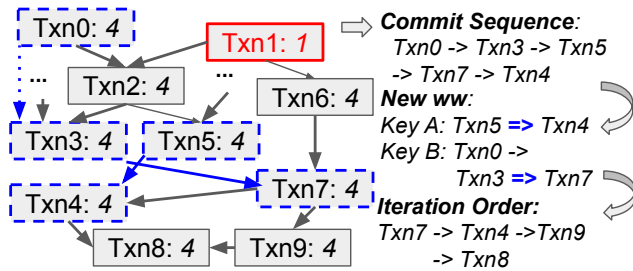 Txn0: 4
Txn1: 1
...
Txn2: 4
...
Txn6: 4
Txn3: 4
Txn5: 4
Txn7: 4
Txn4: 4
Txn8: 4
Txn9: 4
Commit Sequence:
Txn0 -> Txn3 -> Txn5
-> Txn7 -> Txn4
New ww:
Key A: Txn5 => Txn4
Key B: Txn0 ->
Txn3 => Txn7
Iteration Order:
Txn7 -> Txn4 ->Txn9
-> Txn8